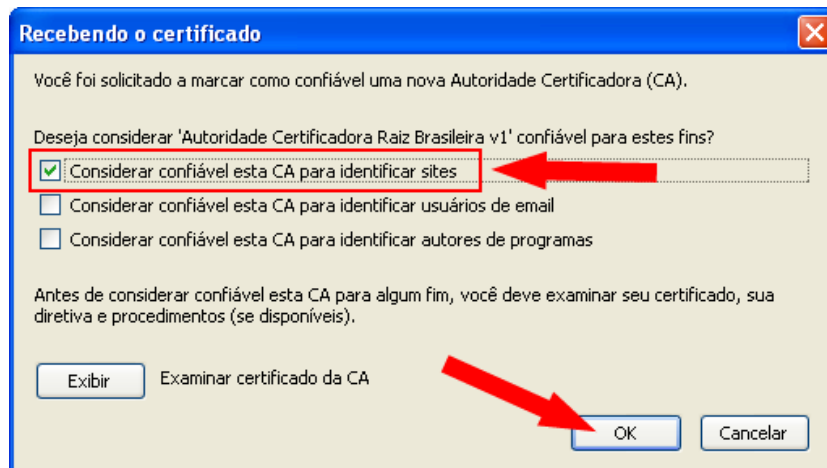 Recebendo o certificado
Você foi solicitado a marcar como confiável uma nova Autoridade Certificadora (CA).
Deseja considerar 'Autoridade Certificadora Raiz Brasileira v1' confiável para estes fins?
Considerar confiável esta CA para identificar sites
Considerar confiável esta CA para identificar usuários de email
Considerar confiável esta CA para identificar autores de programas
Antes de considerar confiável esta CA para algum fim, você deve examinar seu certificado, sua
diretiva e procedimentos (se disponíveis).
Exibir Examinar certificado da CA
OK Cancelar